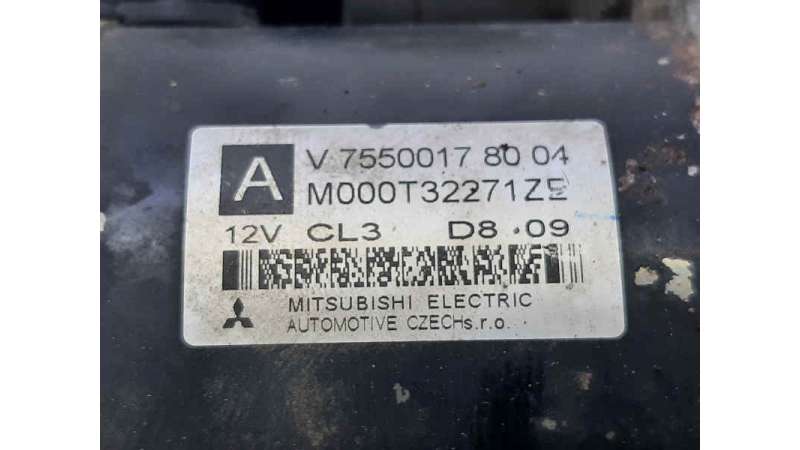 A
V 7550017 80 04
M000T32271ZE
12V CL3 D8 09
MITSUBISHI ELECTRIC
AUTOMOTIVE CZECHs.r.o.